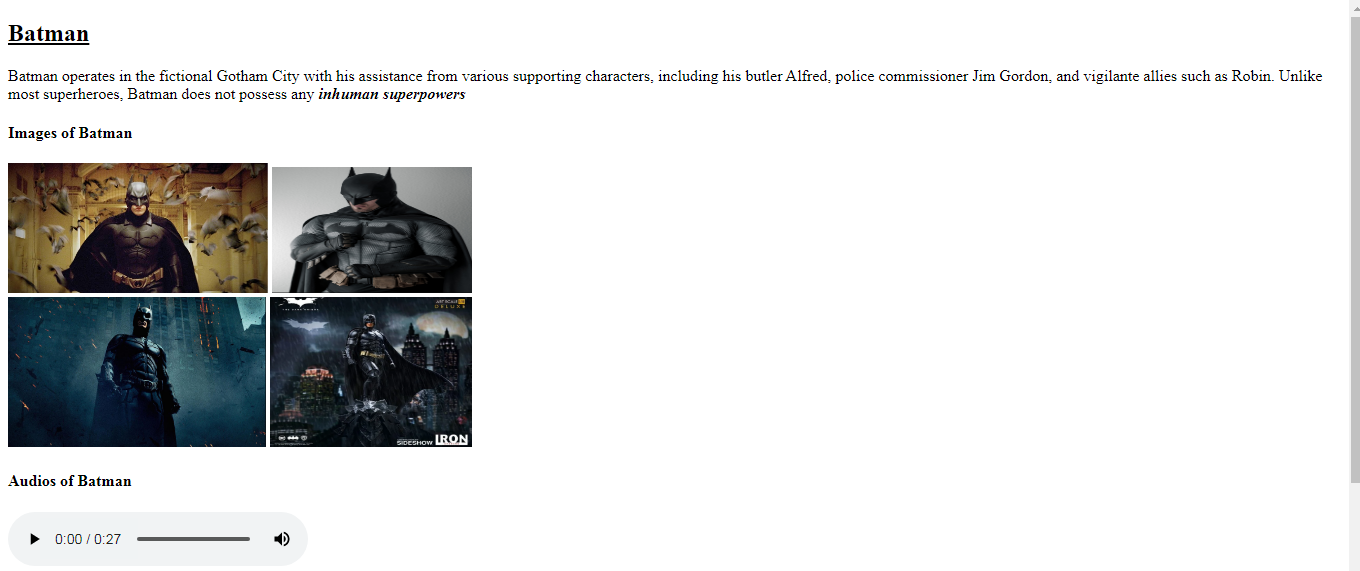 Batman
Batman operates in the fictional Gotham City with his assistance from various supporting characters, including his butler Alfred, police commissioner Jim Gordon, and vigilante allies such as Robin. Unlike
most superheroes, Batman does not possess any inhuman superpowers
Images of Batman
DELUXE
SIDESHOW IRON
Audios of Batman
0:00 / 0:27